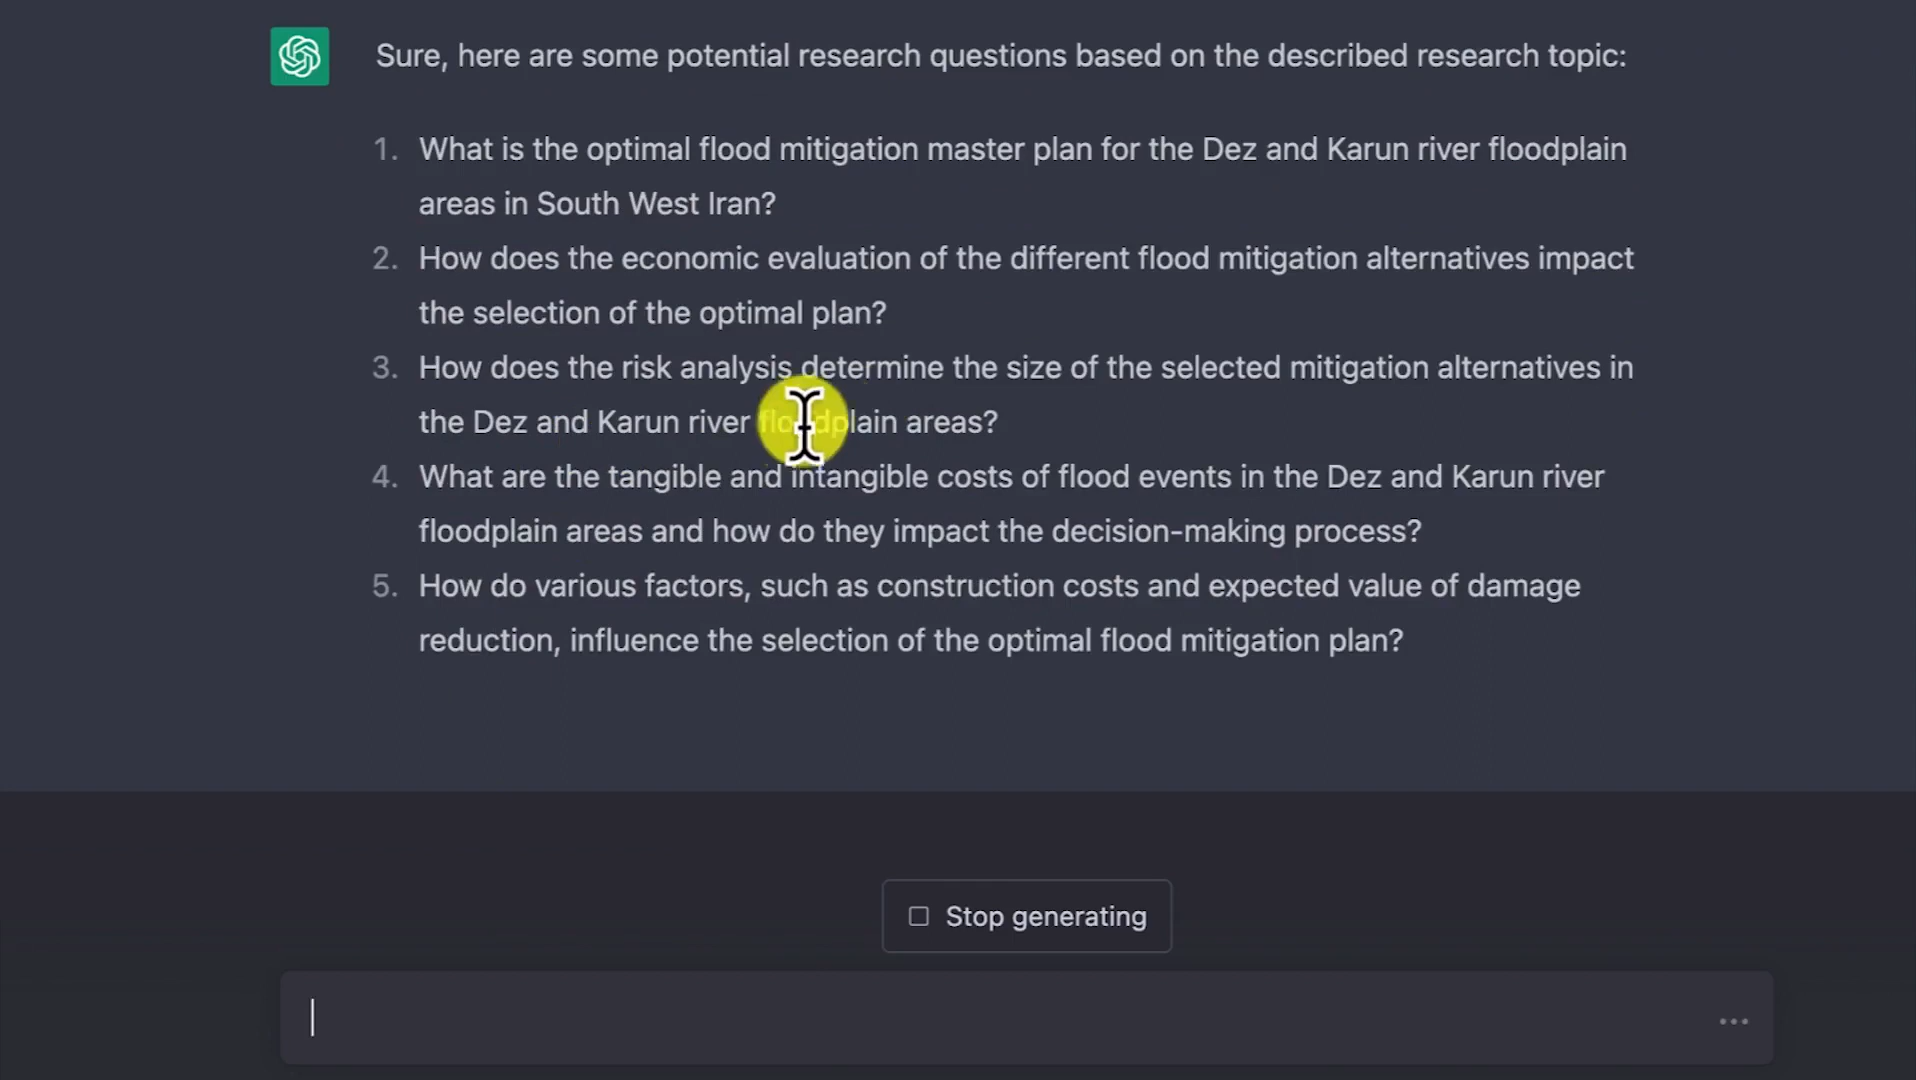 Sure, here are some potential research questions based on the described research topic:
1. What is the optimal flood mitigation master plan for the Dez and Karun river floodplain
areas in South West Iran?
2. How does the economic evaluation of the different flood mitigation alternatives impact
the selection of the optimal plan?
3. How does the risk analysis determine the size of the selected mitigation alternatives in
the Dez and Karun river floodplain areas?
4. What are the tangible and intangible costs of flood events in the Dez and Karun river
floodplain areas and how do they impact the decision-making process?
5. How do various factors, such as construction costs and expected value of damage
reduction, influence the selection of the optimal flood mitigation plan?
Stop generating